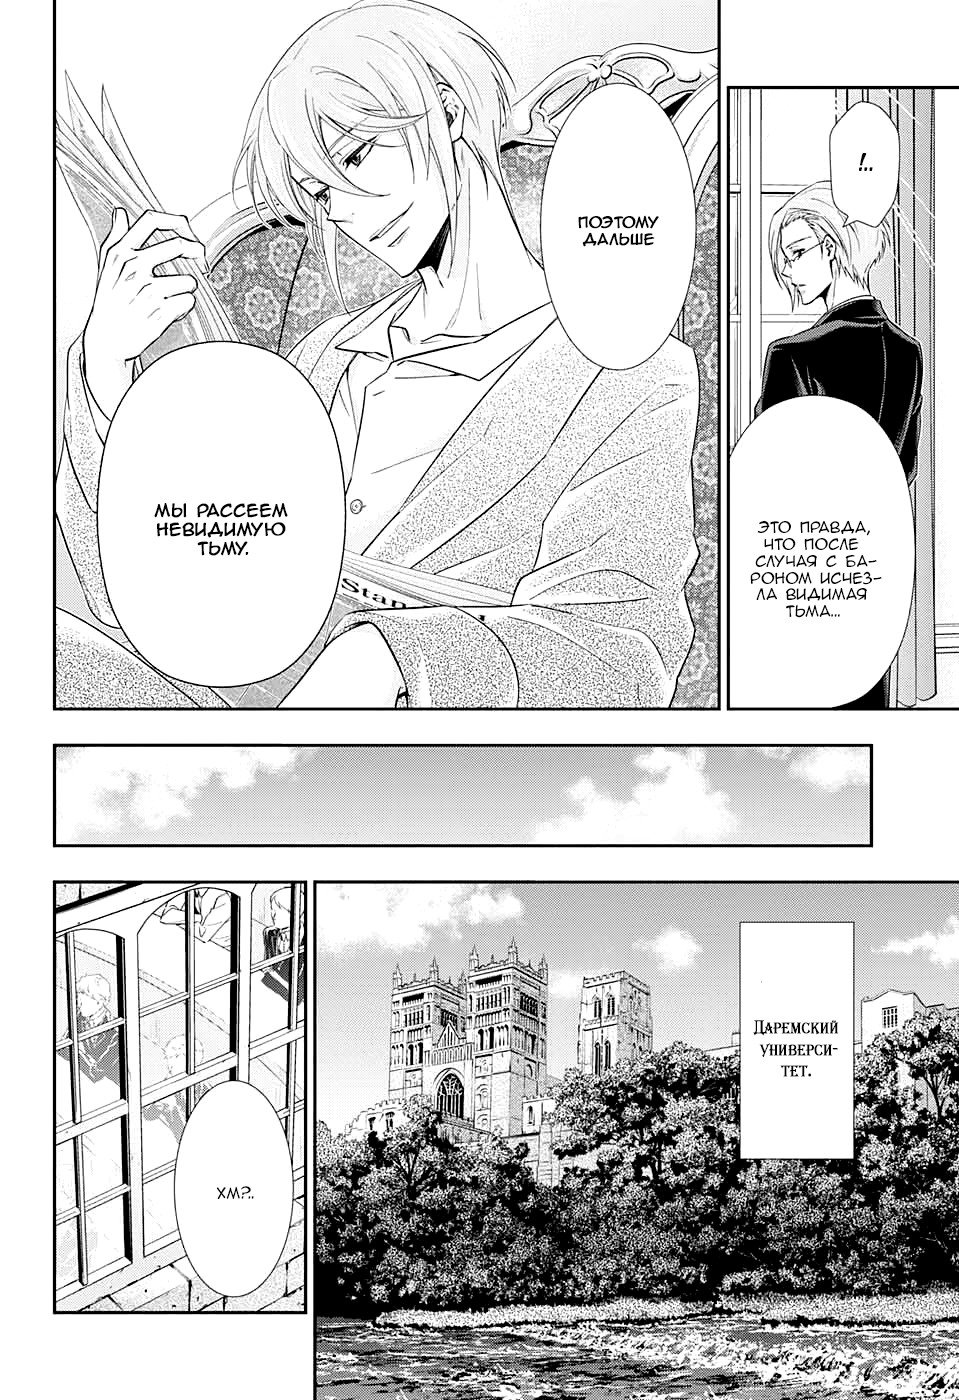 !..
ЭТО ПРАВДА,
ЧТО ПОСЛЕ
СЛУЧАЯ С БА-
РОНОМ ИСЧЕЗ-
ЛА ВИДИМАЯ
ТЬМА...
ПОЭТОМУ
ДАЛЬШЕ
МЫ РАССЕЕМ
НЕВИДИМУЮ
ТЬМУ.
Stan
Даремский
универси-
тет.
ХМ?..